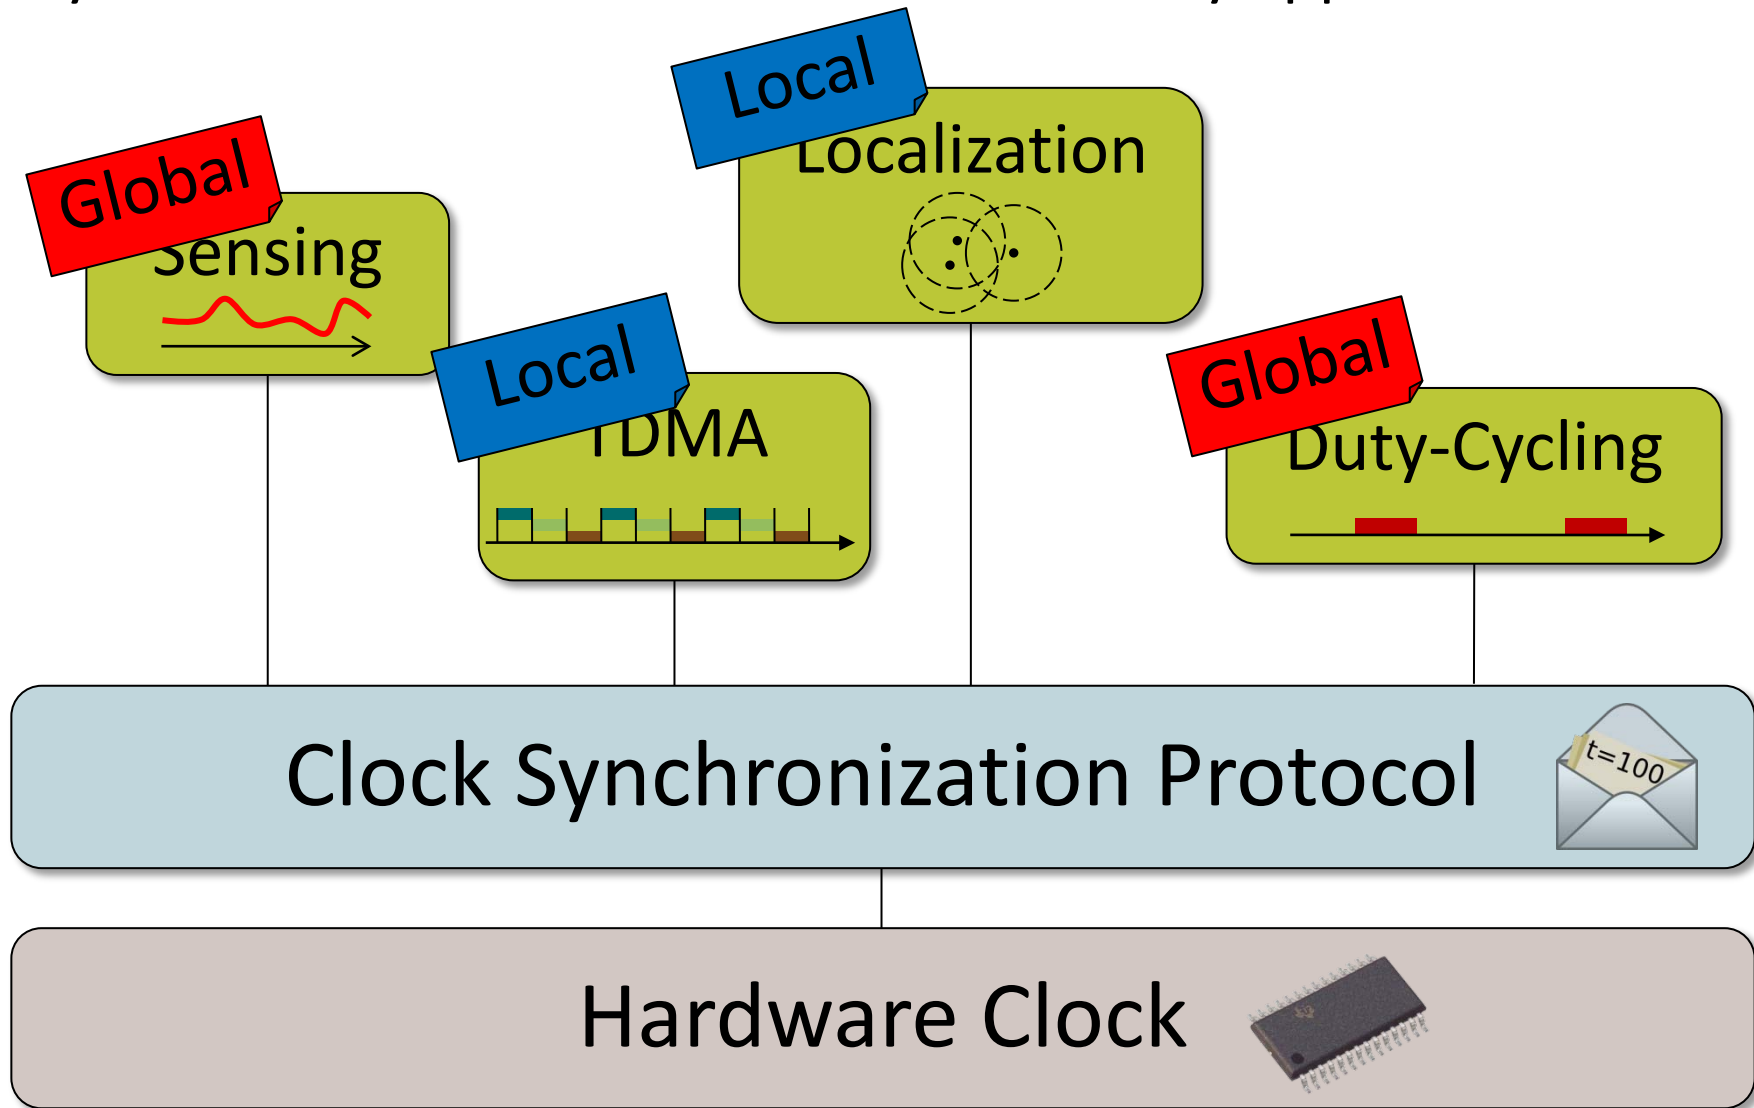 Local
Localization
Global
Sensing
Local
TDMA
Global
Duty-Cycling
Clock Synchronization Protocol
t=100
Hardware Clock